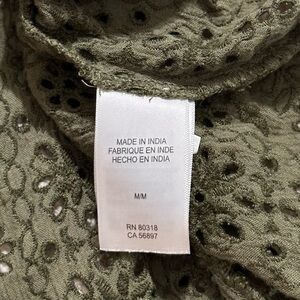 MADE IN INDIA
FABRIQUE EN INDE
HECHO EN INDIA
M/M
RN 80318
CA 56897